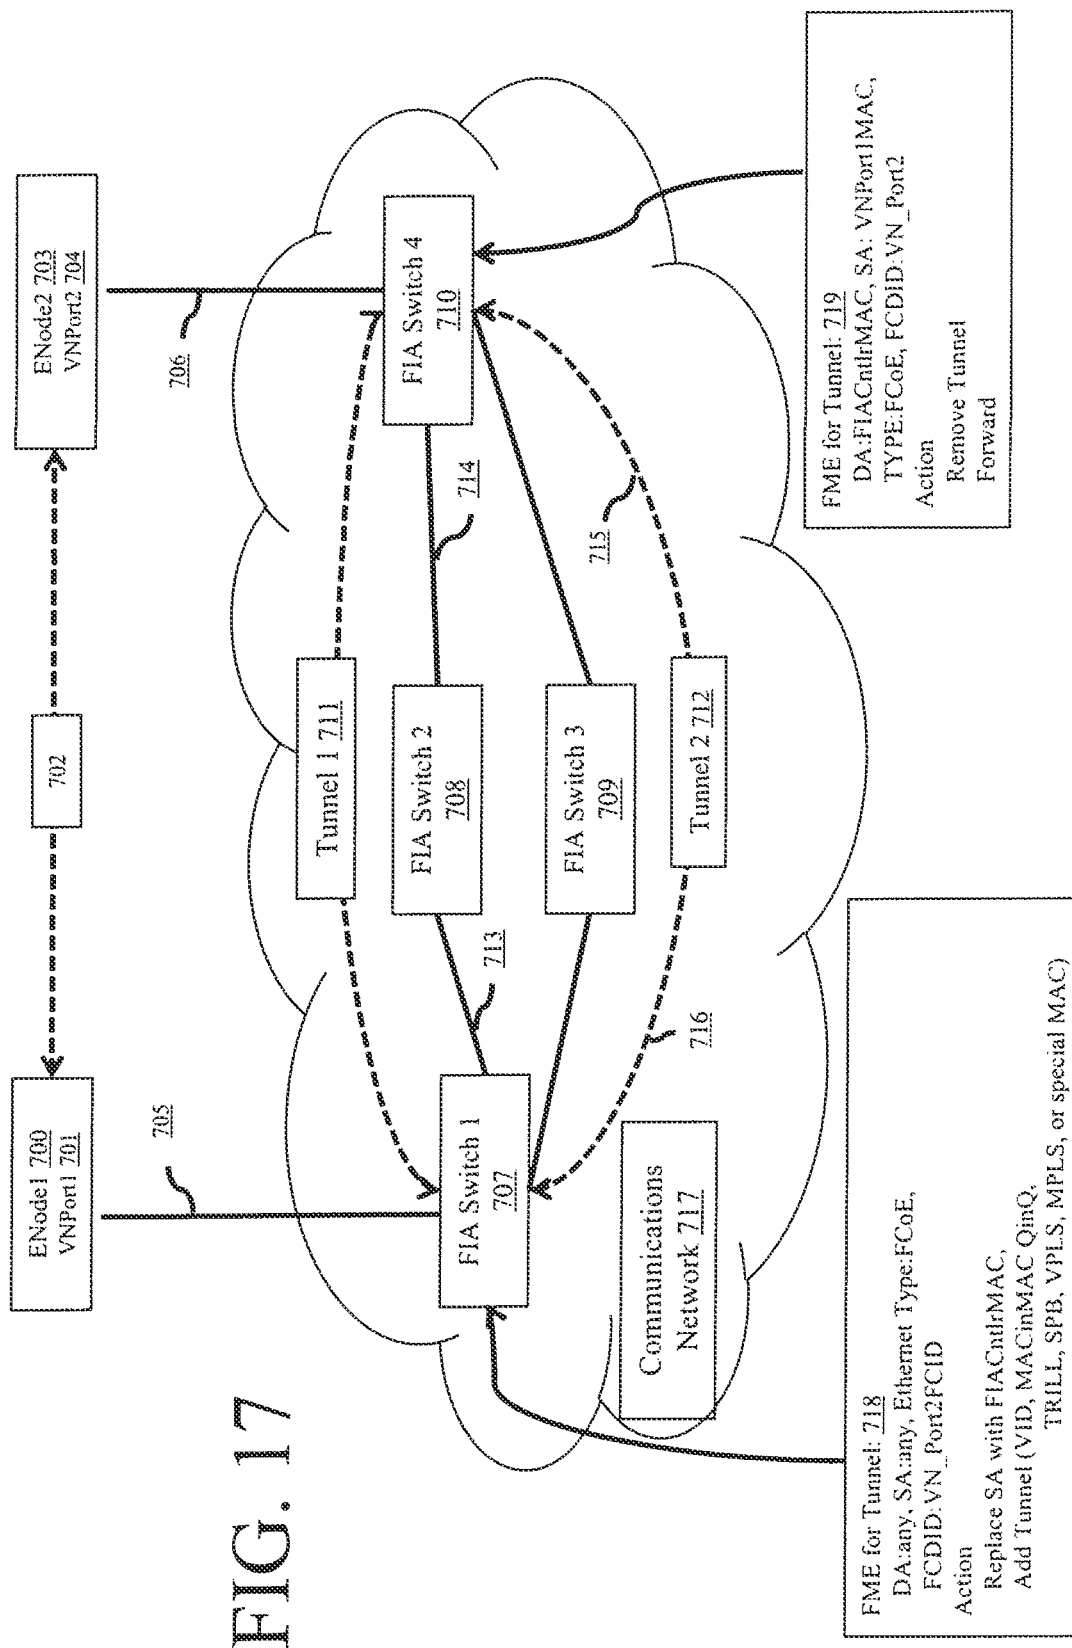 ENode1 700
VNPort1 701
702
ENode2 703
VNPort2 704
705
706
Tunnel 1 711
FIA Switch 1
707
FIA Switch 2
708
FIA Switch 3
709
FIA Switch 4
710
713
714
715
716
Tunnel 2 712
Communications
Network 717
FIG. 17
FME for Tunnel: 718
DA:any, SA:any, Ethernet Type:FCoE,
FCDID:VN_Port2FCID
Action
Replace SA with FIACntlrMAC,
Add Tunnel (VID, MACinMAC QinQ,
TRILL, SPB, VPLS, MPLS, or special MAC)
FME for Tunnel: 719
DA:FIACntlrMAC, SA: VNPort1MAC,
TYPE:FCoE, FCDID:VN_Port2
Action
Remove Tunnel
Forward